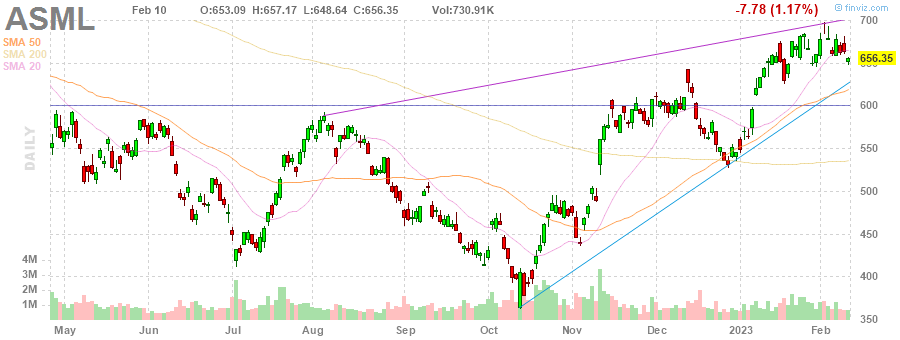 ASML
Feb 10 O:653.09 H:657.17 L:648.64 C:656.35 Vol:730.91K
-7.78 (1.17%)
© finviz.com
SMA 50
SMA 200
SMA 20
DAILY
700
650
656.35
600
550
500
450
400
350
4M
3M
2M
1M
May Jun Jul Aug Sep Oct Nov Dec 2023 Feb